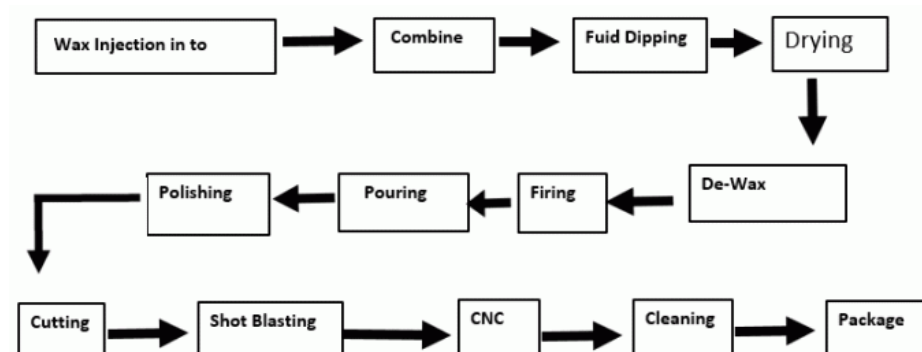 Wax Injection in to
Combine
Fuid Dipping
Drying
De-Wax
Firing
Pouring
Polishing
Cutting
Shot Blasting
CNC
Cleaning
Package